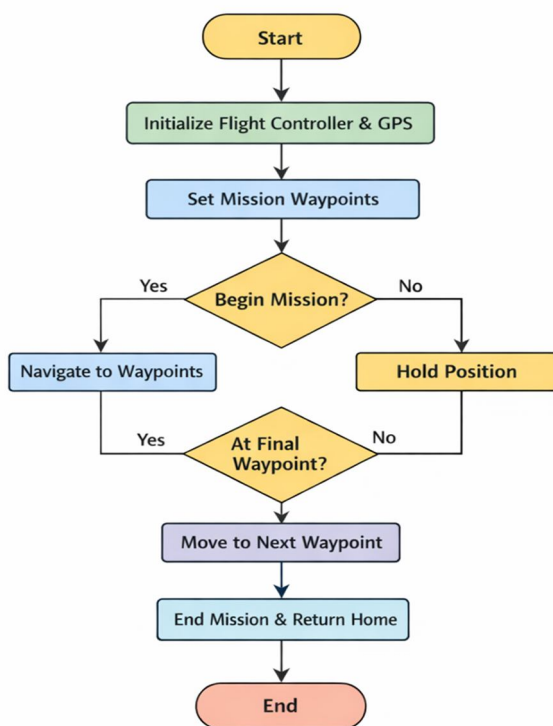 Start
Initialize Flight Controller & GPS
Set Mission Waypoints
Yes
No
Begin Mission?
Navigate to Waypoints
Hold Position
Yes
No
At Final
Waypoint?
Move to Next Waypoint
End Mission & Return Home
End